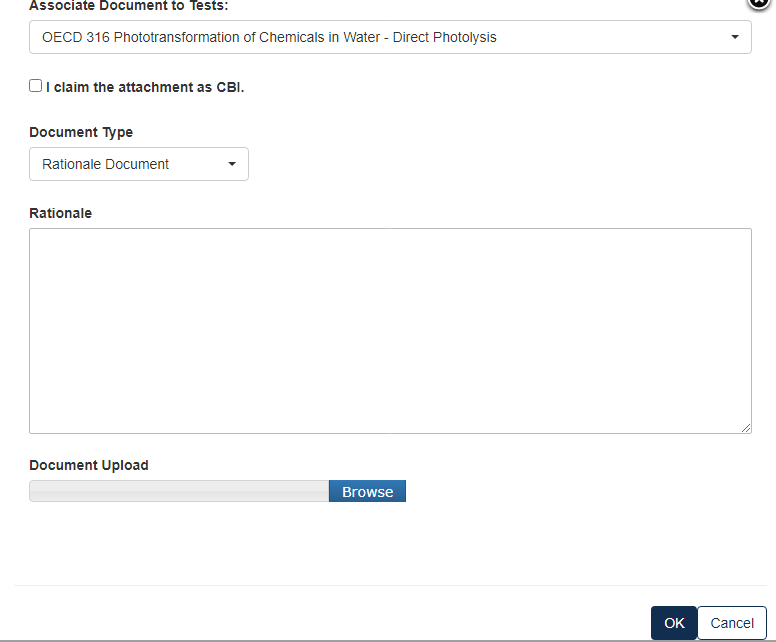 Associate Document to Tests:
OECD 316 Phototransformation of Chemicals in Water - Direct Photolysis
I claim the attachment as CBI.
Document Type
Rationale Document
Rationale
Document Upload
Browse
OK
Cancel